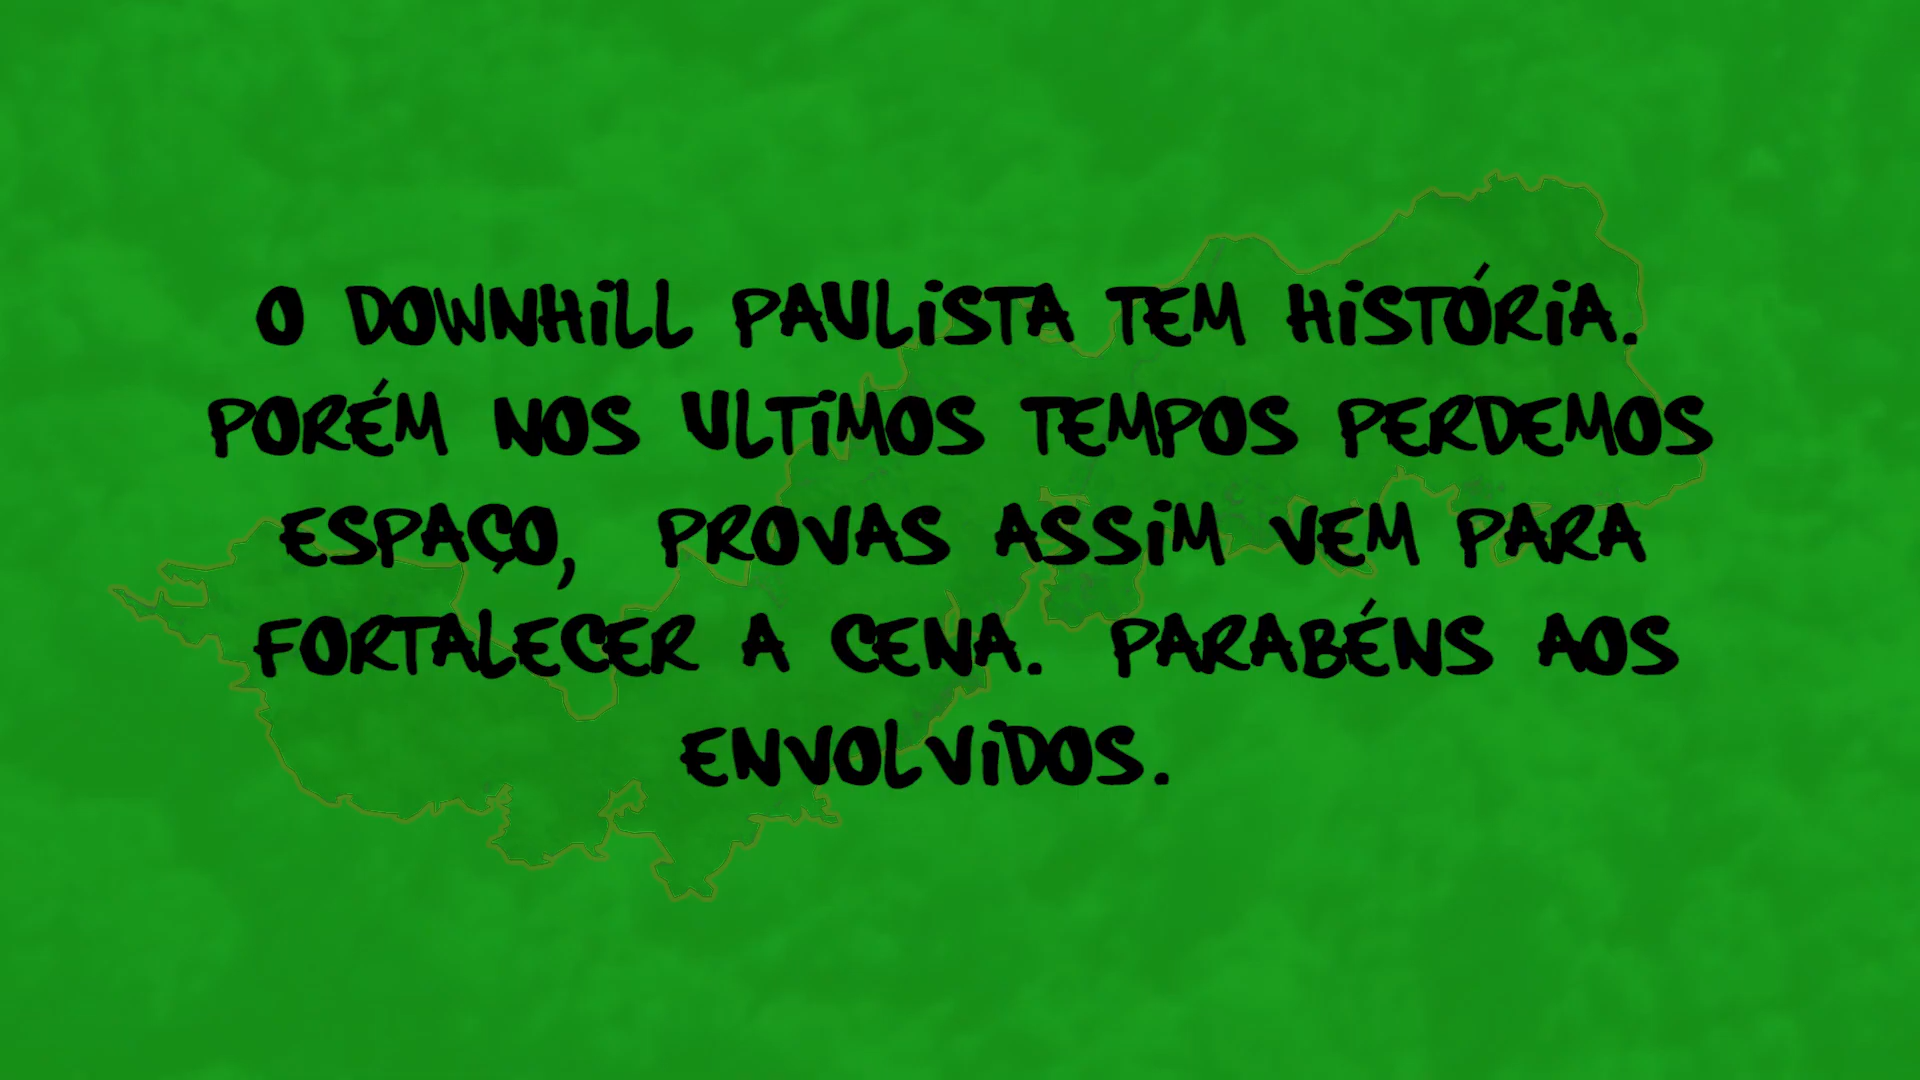 O DOWNHILL PAULISTA TEM HISTÓRIA.
PORÉM NOS ULTIMOS TEMPOS PERDEMOS
ESPAÇO, PROVAS ASSIM VEM PARA
FORTALECER A CENA. PARABÉNS AOS
ENVOLVIDOS.